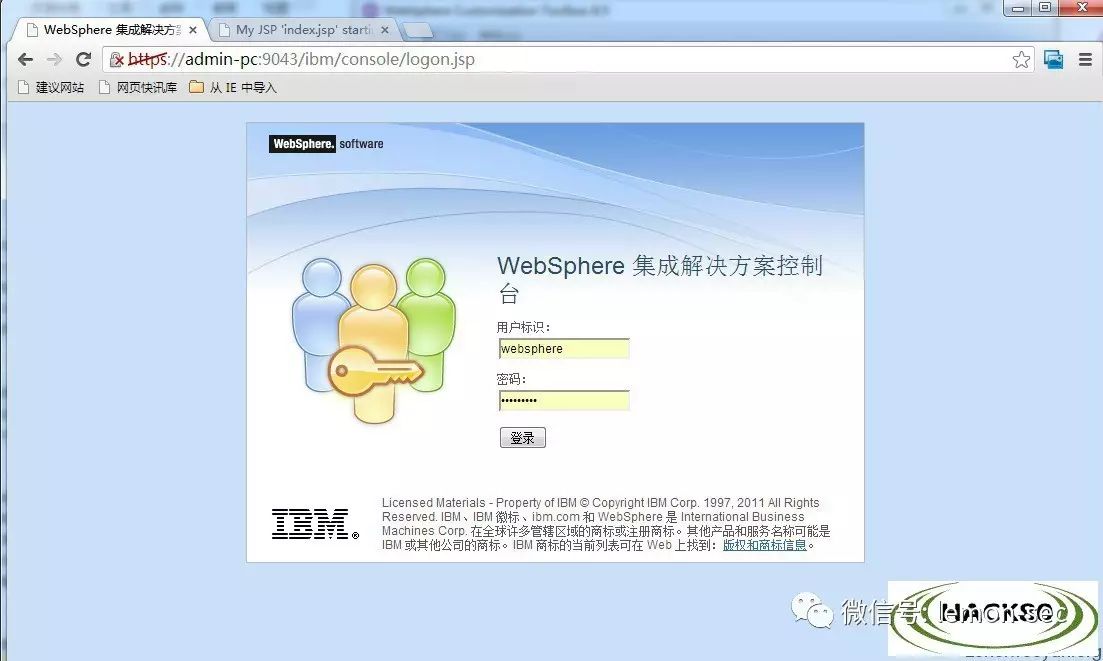 WebSphere 集成解决方案
My JSP 'index.jsp' starti
https://admin-pc:9043/ibm/console/logon.jsp
建议网站
网页快讯库
从 IE 中导入
WebSphere. software
WebSphere 集成解决方案控制
台
用户标识：
websphere
密码：
•••••••••
登录
IBM®
Licensed Materials - Property of IBM © Copyright IBM Corp. 1997, 2011 All Rights
Reserved. IBM、IBM 徽标、ibm.com 和 WebSphere 是 International Business
Machines Corp. 在全球许多管辖区域的商标或注册商标。其他产品和服务名称可能是
IBM 或其他公司的商标。IBM 商标的当前列表可在 Web 上找到：版权和商标信息。
微信号: lemon-sec
HACK80